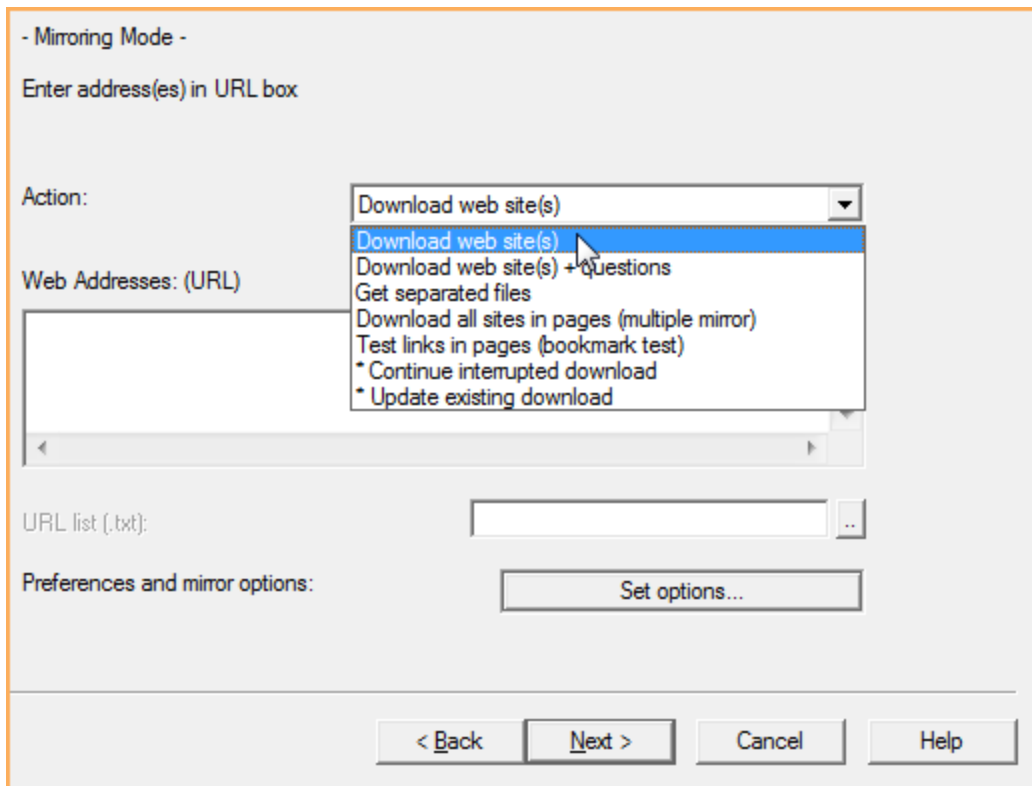 - Mirroring Mode -
Enter address(es) in URL box
Action:
Download web site(s)
Download web site(s)
Download web site(s) + questions
Get separated files
Download all sites in pages (multiple mirror)
Test links in pages (bookmark test)
* Continue interrupted download
* Update existing download
Web Addresses: (URL)
URL list (.txt):
..
Preferences and mirror options:
Set options...
< Back
Next >
Cancel
Help